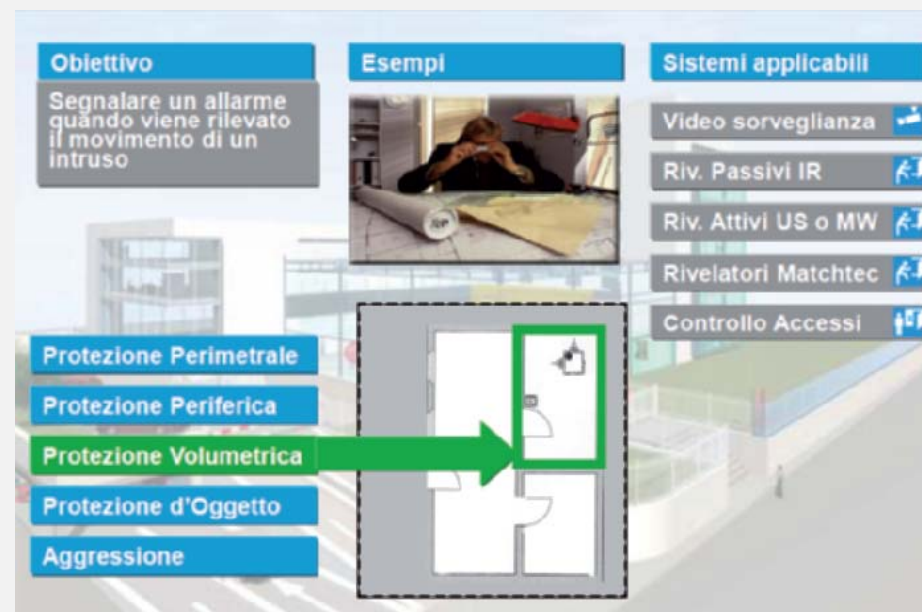 Obiettivo
Segnalare un allarme
quando viene rilevato
il movimento di un
intruso
Esempi
Sistemi applicabili
Video sorveglianza
Riv. Passivi IR
Riv. Attivi US o MW
Rivelatori Matchtec
Controllo Accessi
Protezione Perimetrale
Protezione Periferica
Protezione Volumetrica
Protezione d'Oggetto
Aggressione